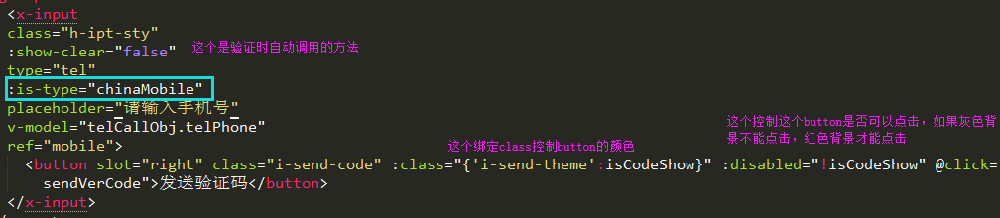 <x-input
class="h-ipt-sty"
:show-clear="false" 这个是验证时自动调用的方法
type="tel"
:is-type="chinaMobile"
placeholder="请输入手机号"
v-model="telCallObj.telPhone"
ref="mobile">
这个绑定class控制button的颜色
这个控制这个button是否可以点击，如果灰色背
景不能点击，红色背景才能点击
<button slot="right" class="i-send-code" :class="{'i-send-theme':isCodeShow}" :disabled="!isCodeShow" @click=
sendVerCode">发送验证码</button>
</x-input>